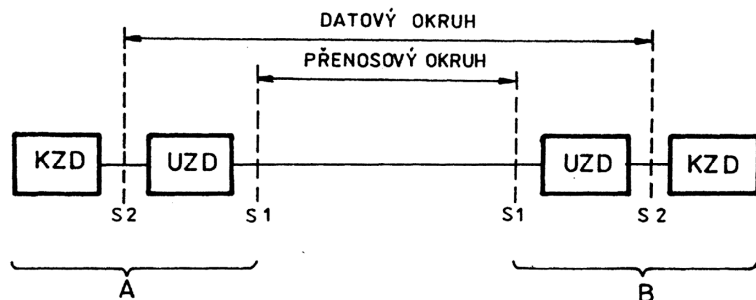 DATOVÝ OKRUH
PŘENOSOVÝ OKRUH
KZD UZD UZD KZD
S2 S1 S1 S2
A B